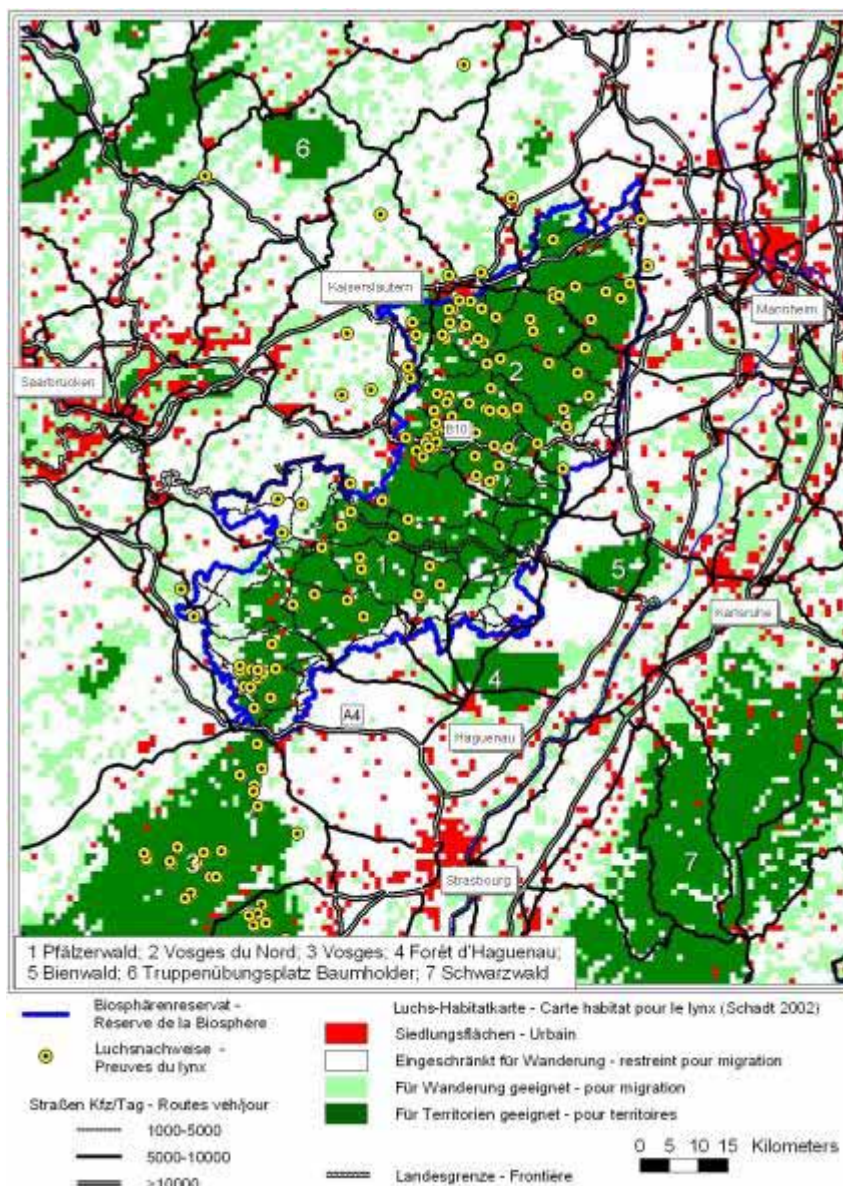 6
Kaiserslautern
Mannheim
2
Saarbrücken
B10
1
5
Karlsruhe
4
A4
Haguenau
3
7
Strasbourg
1 Pfälzerwald; 2 Vosges du Nord; 3 Vosges; 4 Forêt d'Haguenau;
5 Bienwald; 6 Truppenübungsplatz Baumholder; 7 Schwarzwald
Biosphärenreservat -
Réserve de la Biosphère
Luchsnachweise -
Preuves du lynx
Straßen Kfz/Tag - Routes véh/jour
1000-5000
5000-10000
>10000
Luchs-Habitatkarte - Carte habitat pour le lynx (Schadt 2002)
Siedlungsflächen - Urbain
Eingeschränkt für Wanderung - restreint pour migration
Für Wanderung geeignet - pour migration
Für Territorien geeignet - pour territoires
0 5 10 15 Kilometers
Landesgrenze - Frontière